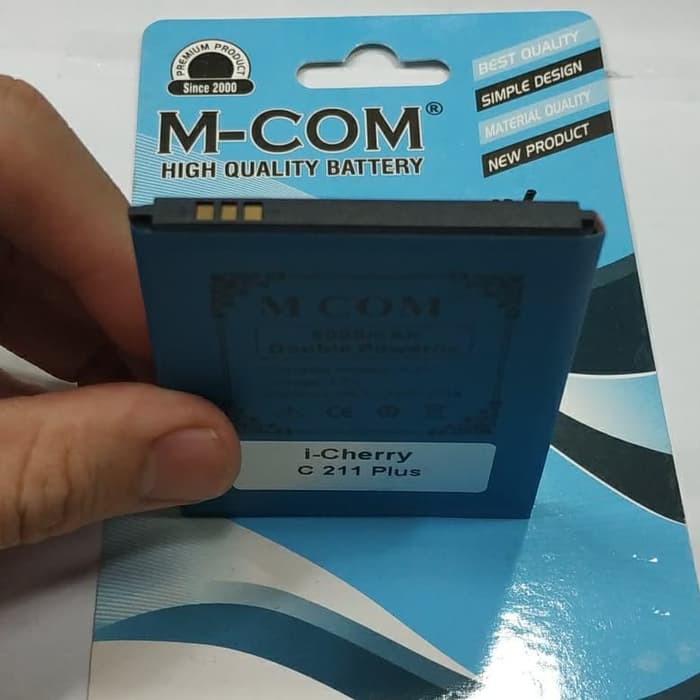 PREMIUM PRODUCT
Since 2000
M-COM®
HIGH QUALITY BATTERY
BEST QUALITY
SIMPLE DESIGN
MATERIAL QUALITY
NEW PRODUCT
M COM
Double Power
i-Cherry
C 211 Plus